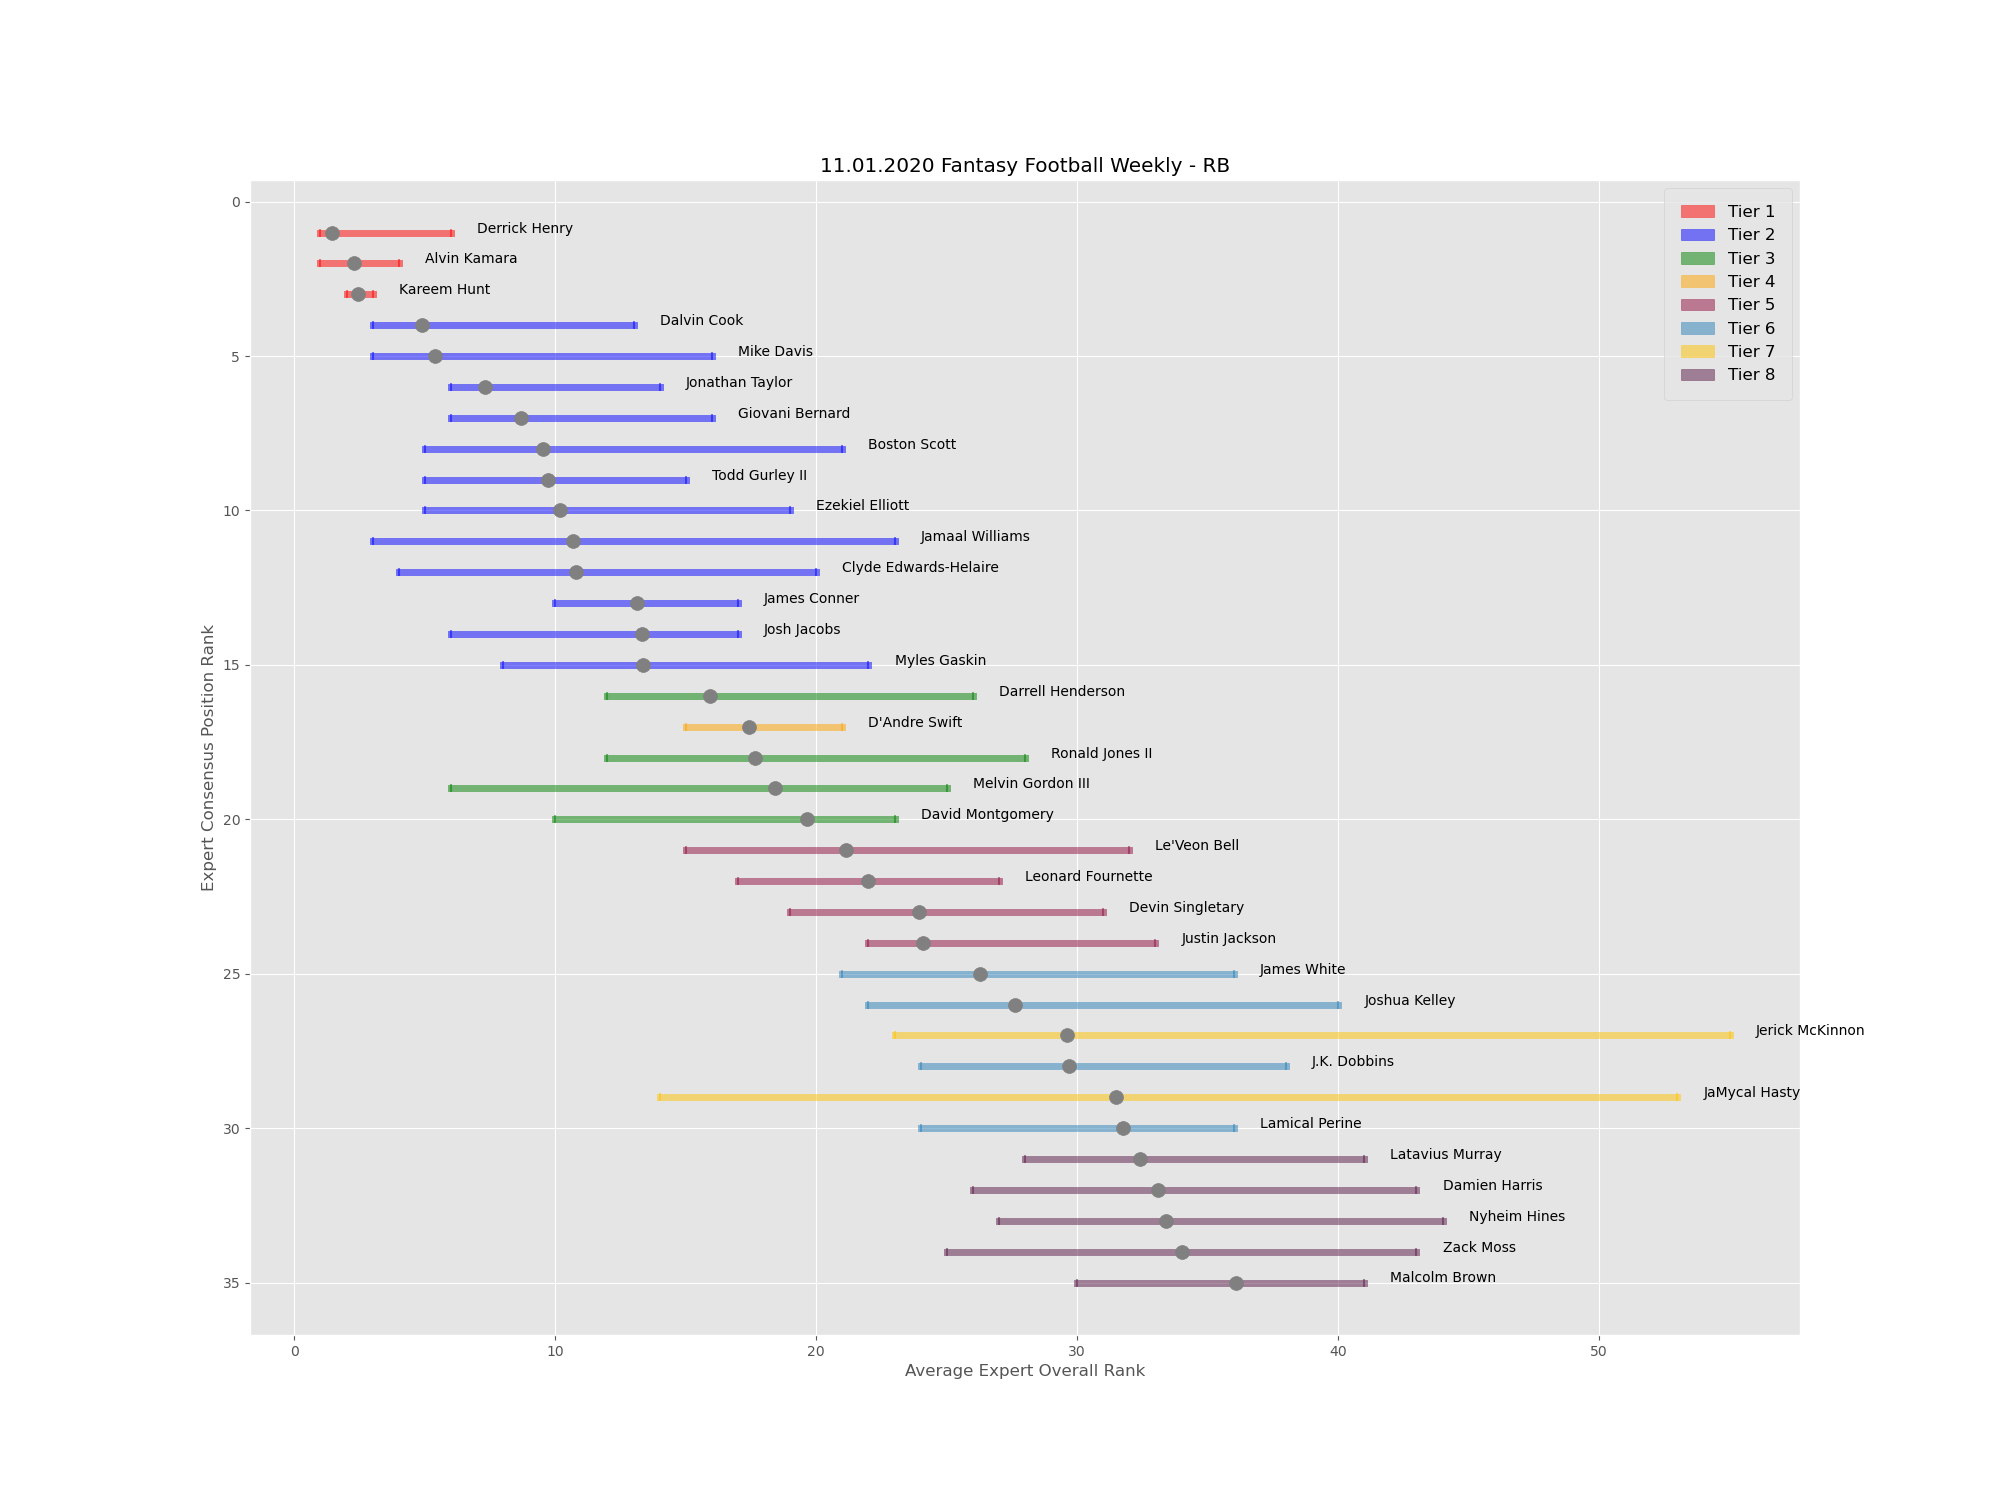 11.01.2020 Fantasy Football Weekly - RB
Tier 1
Tier 2
Tier 3
Tier 4
Tier 5
Tier 6
Tier 7
Tier 8
Derrick Henry
Alvin Kamara
Kareem Hunt
Dalvin Cook
Mike Davis
Jonathan Taylor
Giovani Bernard
Boston Scott
Todd Gurley II
Ezekiel Elliott
Jamaal Williams
Clyde Edwards-Helaire
James Conner
Josh Jacobs
Myles Gaskin
Darrell Henderson
D'Andre Swift
Ronald Jones II
Melvin Gordon III
David Montgomery
Le'Veon Bell
Leonard Fournette
Devin Singletary
Justin Jackson
James White
Joshua Kelley
Jerick McKinnon
J.K. Dobbins
JaMycal Hasty
Lamical Perine
Latavius Murray
Damien Harris
Nyheim Hines
Zack Moss
Malcolm Brown
Expert Consensus Position Rank
0
5
10
15
20
25
30
35
0 10 20 30 40 50
Average Expert Overall Rank